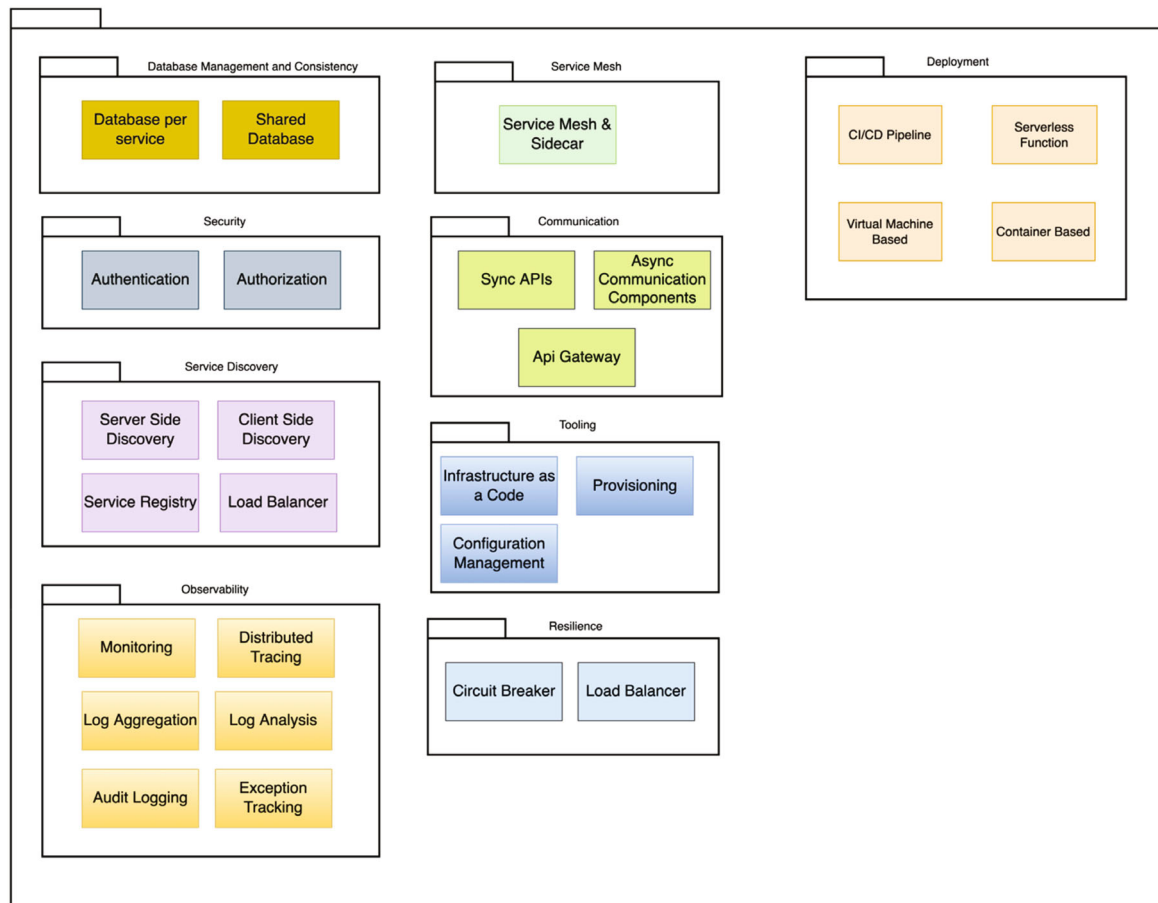 Database Management and Consistency
Database per
service
Shared
Database
Security
Authentication
Authorization
Service Discovery
Server Side
Discovery
Client Side
Discovery
Service Registry
Load Balancer
Observability
Monitoring
Distributed
Tracing
Log Aggregation
Log Analysis
Audit Logging
Exception
Tracking
Service Mesh
Service Mesh &
Sidecar
Communication
Sync APIs
Async
Communication
Components
Api Gateway
Tooling
Infrastructure as
a Code
Provisioning
Configuration
Management
Resilience
Circuit Breaker
Load Balancer
Deployment
CI/CD Pipeline
Serverless
Function
Virtual Machine
Based
Container Based